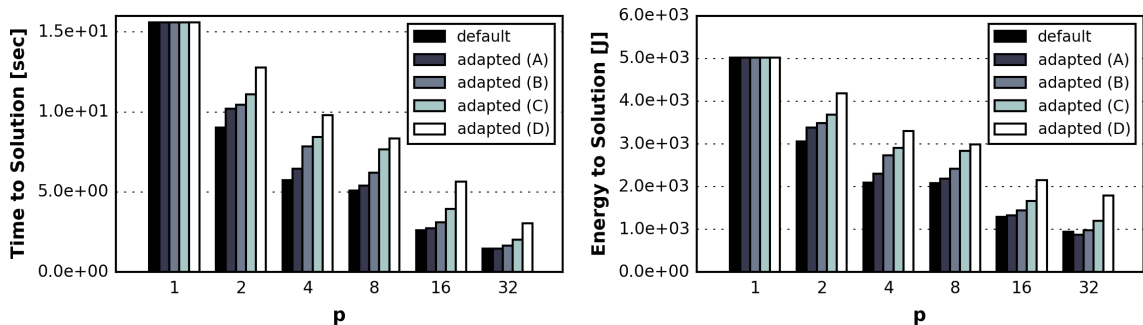 Time to Solution [sec]
1.5e+01
1.0e+01
5.0e+00
0.0e+00
default
adapted (A)
adapted (B)
adapted (C)
adapted (D)
1 2 4 8 16 32
p
Energy to Solution [J]
6.0e+03
5.0e+03
4.0e+03
3.0e+03
2.0e+03
1.0e+03
0.0e+00
default
adapted (A)
adapted (B)
adapted (C)
adapted (D)
1 2 4 8 16 32
p